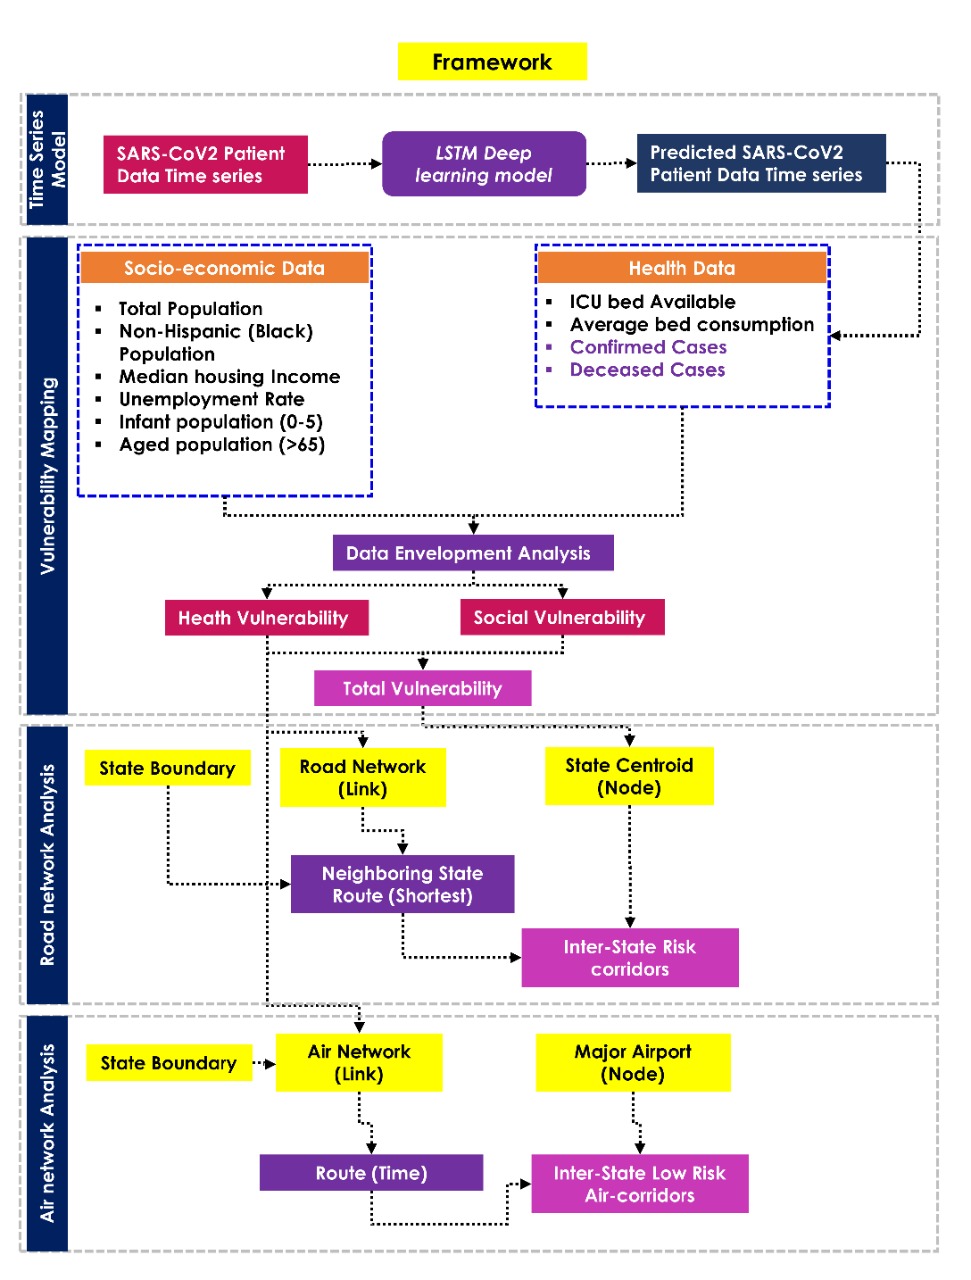 Framework
Time Series
Model
SARS-CoV2 Patient
Data Time series
LSTM Deep
learning model
Predicted SARS-CoV2
Patient Data Time series
Vulnerability Mapping
Socio-economic Data
▪ Total Population
▪ Non-Hispanic (Black)
Population
▪ Median housing Income
▪ Unemployment Rate
▪ Infant population (0-5)
▪ Aged population (>65)
Health Data
▪ ICU bed Available
▪ Average bed consumption
▪ Confirmed Cases
▪ Deceased Cases
Data Envelopment Analysis
Heath Vulnerability
Social Vulnerability
Total Vulnerability
Road network Analysis
State Boundary
Road Network
(Link)
State Centroid
(Node)
Neighboring State
Route (Shortest)
Inter-State Risk
corridors
Air network Analysis
State Boundary
Air Network
(Link)
Major Airport
(Node)
Route (Time)
Inter-State Low Risk
Air-corridors